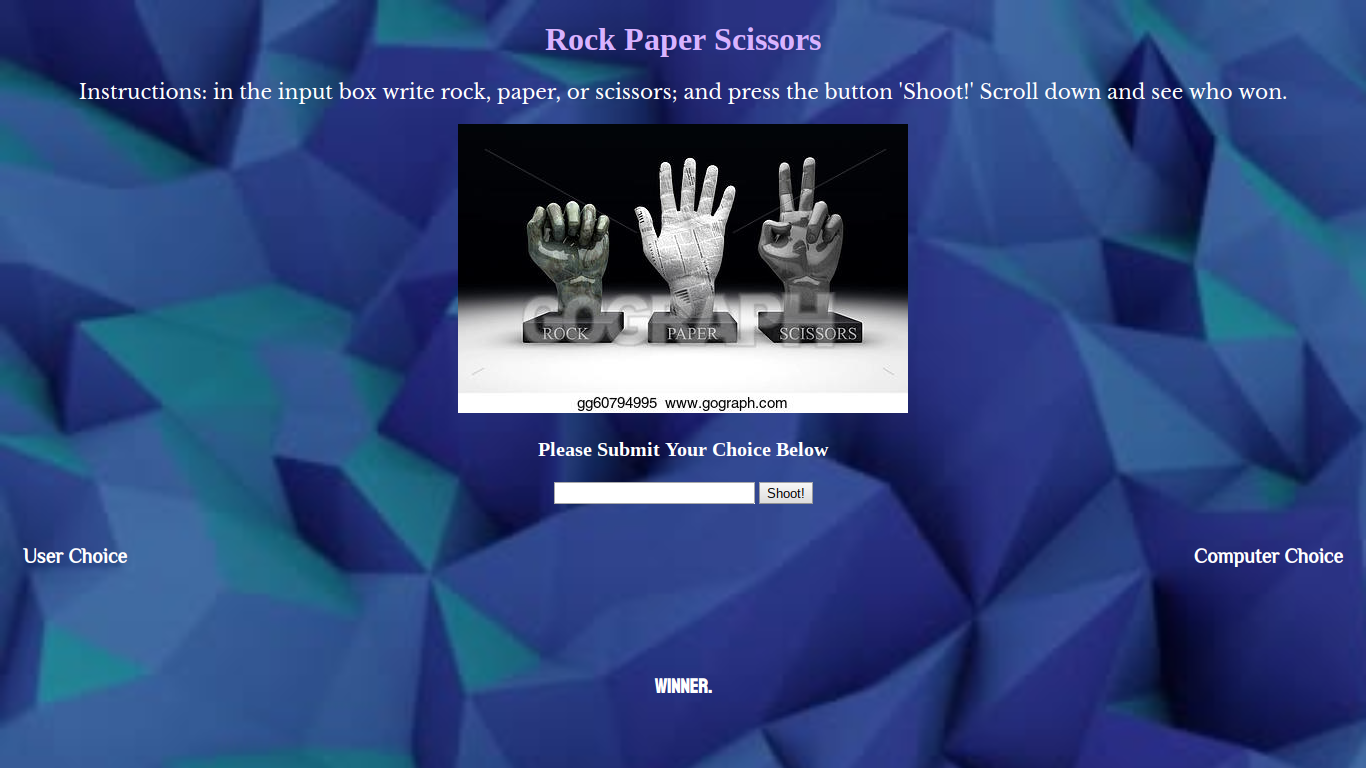 Rock Paper Scissors
Instructions: in the input box write rock, paper, or scissors; and press the button 'Shoot!' Scroll down and see who won.
GOGRAPH
ROCK PAPER SCISSORS
gg60794995 www.gograph.com
Please Submit Your Choice Below
Shoot!
User Choice Computer Choice
WINNER.